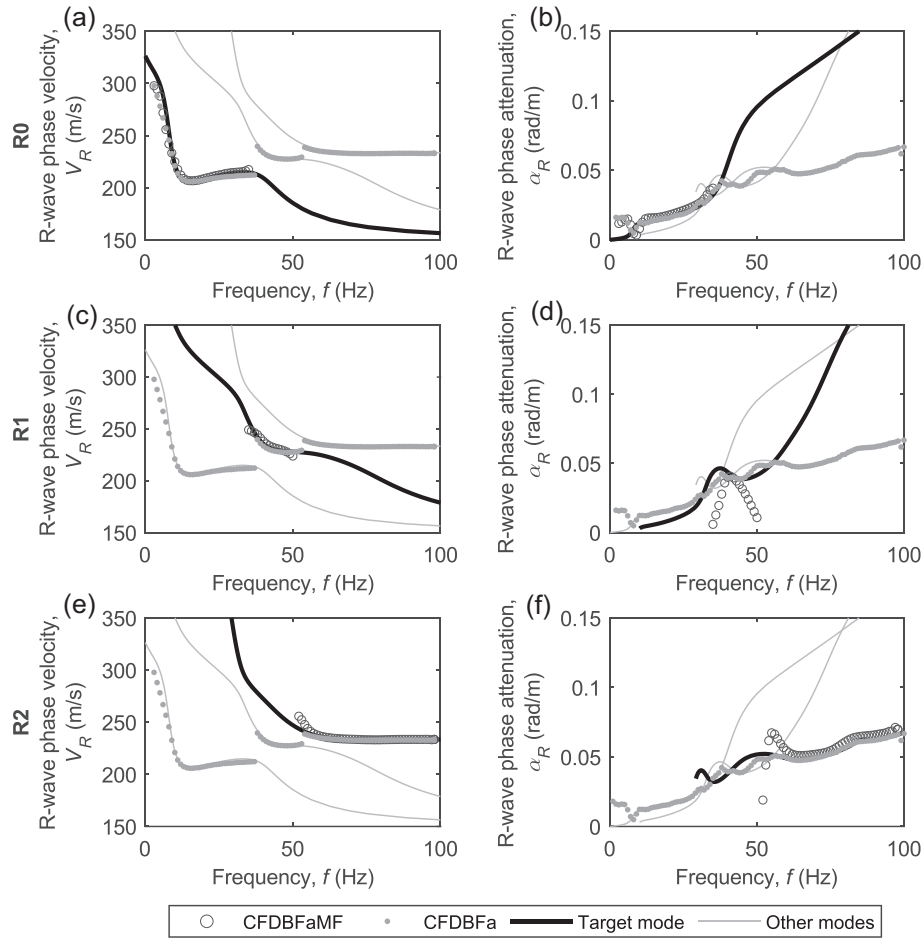 (a)
R0
R-wave phase velocity,
V_R (m/s)
350
300
250
200
150
0
50
100
Frequency, f (Hz)
(b)
R-wave phase attenuation,
α_R (rad/m)
0.15
0.1
0.05
0
0
50
100
Frequency, f (Hz)
(c)
R1
R-wave phase velocity,
V_R (m/s)
350
300
250
200
150
0
50
100
Frequency, f (Hz)
(d)
R-wave phase attenuation,
α_R (rad/m)
0.15
0.1
0.05
0
0
50
100
Frequency, f (Hz)
(e)
R2
R-wave phase velocity,
V_R (m/s)
350
300
250
200
150
0
50
100
Frequency, f (Hz)
(f)
R-wave phase attenuation,
α_R (rad/m)
0.15
0.1
0.05
0
0
50
100
Frequency, f (Hz)
CFDBFaMF CFDBFa Target mode Other modes